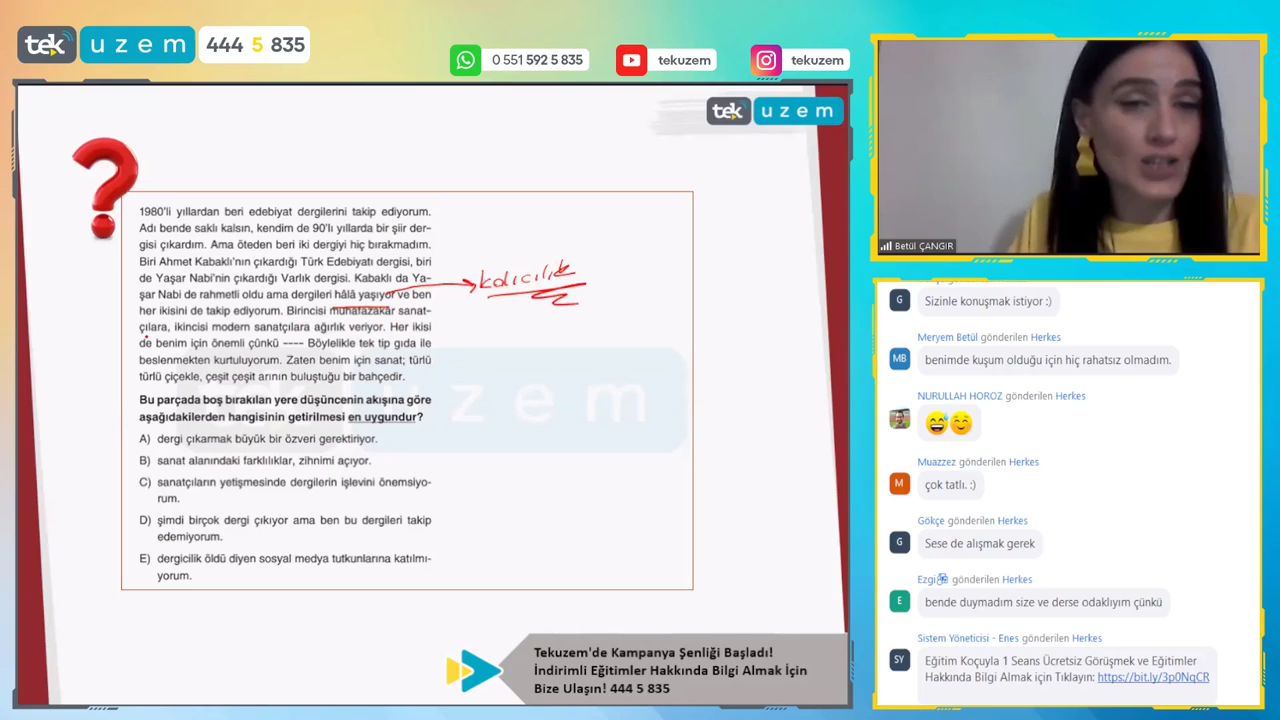 tek uzem 444 5 835
0 551 592 5 835
tekuzem
tekuzem
tek uzem
1980'li yıllardan beri edebiyat dergilerini takip ediyorum.
Adı bende saklı kalsın, kendim de 90'lı yıllarda bir şiir der-
gisi çıkardım. Ama öteden beri iki dergiyi hiç bırakmadım.
Biri Ahmet Kabaklı'nın çıkardığı Türk Edebiyatı dergisi, biri
de Yaşar Nabi'nin çıkardığı Varlık dergisi. Kabaklı da Ya-
şar Nabi de rahmetli oldu ama dergileri hâlâ yaşıyor ve ben
her ikisini de takip ediyorum. Birincisi muhafazakâr sanat-
çılara, ikincisi modern sanatçılara ağırlık veriyor. Her ikisi
de benim için önemli çünkü ---- Böylelikle tek tip gıda ile
beslenmekten kurtuluyorum. Zaten benim için sanat; türlü
türlü çiçekle, çeşit çeşit arının buluştuğu bir bahçedir.
kalıcılık
Bu parçada boş bırakılan yere düşüncenin akışına göre
aşağıdakilerden hangisinin getirilmesi en uygundur?
A) dergi çıkarmak büyük bir özveri gerektiriyor.
B) sanat alanındaki farklılıklar, zihnimi açıyor.
C) sanatçıların yetişmesinde dergilerin işlevini önemsiyo-
rum.
D) şimdi birçok dergi çıkıyor ama ben bu dergileri takip
edemiyorum.
E) dergicilik öldü diyen sosyal medya tutkunlarına katılmı-
yorum.
tek uzem
Tekuzem'de Kampanya Şenliği Başladı!
İndirimli Eğitimler Hakkında Bilgi Almak İçin
Bize Ulaşın! 444 5 835
Betül ÇANGIR
G
Sizinle konuşmak istiyor :)
Meryem Betül gönderilen Herkes
MB
benimde kuşum olduğu için hiç rahatsız olmadım.
NURULLAH HOROZ gönderilen Herkes
Muazzez gönderilen Herkes
M
çok tatlı. :)
Gökçe gönderilen Herkes
G
Sese de alışmak gerek
Ezgi gönderilen Herkes
E
bende duymadım size ve derse odaklıyım çünkü
Sistem Yöneticisi - Enes gönderilen Herkes
SY
Eğitim Koçuyla 1 Seans Ücretsiz Görüşmek ve Eğitimler
Hakkında Bilgi Almak için Tıklayın: https://bit.ly/3p0NqCR